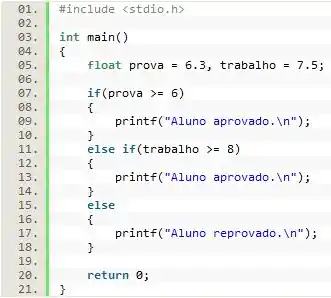 01. #include <stdio.h>
02.
03. int main()
04. {
05.     float prova = 6.3, trabalho = 7.5;
06.
07.     if(prova >= 6)
08.     {
09.         printf("Aluno aprovado.\n");
10.     }
11.     else if(trabalho >= 8)
12.     {
13.         printf("Aluno aprovado.\n");
14.     }
15.     else
16.     {
17.         printf("Aluno reprovado.\n");
18.     }
19.
20.     return 0;
21. }